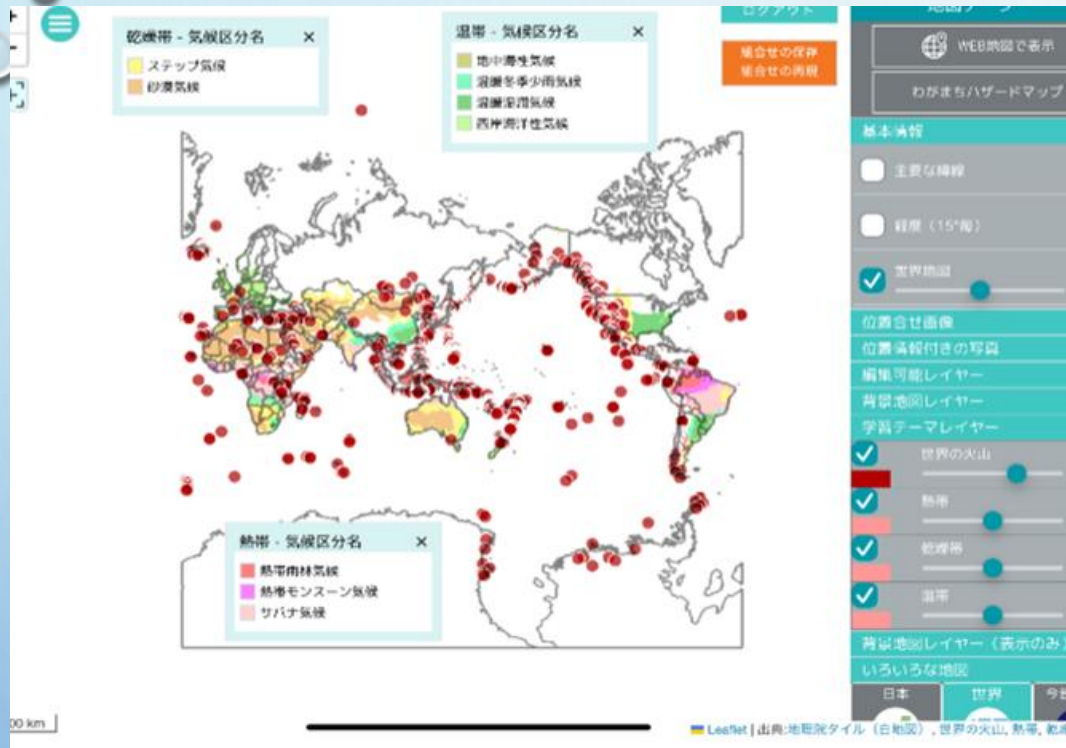 乾燥帯 - 気候区分名 ×
ステップ気候
砂漠気候
温帯 - 気候区分名 ×
地中海性気候
温暖冬季少雨気候
温暖湿潤気候
西岸海洋性気候
ログアウト
組合せの保存
組合せの再現
熱帯 - 気候区分名 ×
熱帯雨林気候
熱帯モンスーン気候
サバナ気候
WEB地図で表示
わがまちハザードマップ
基本情報
主要な緯線
経度（15°毎）
世界地図
位置合せ画像
位置情報付きの写真
編集可能レイヤー
背景地図レイヤー
学習テーマレイヤー
世界の火山
熱帯
乾燥帯
温帯
背景地図レイヤー（表示のみ）
いろいろな地図
日本
世界
00 km
Leaflet | 出典:地理院タイル（白地図）, 世界の火山, 熱帯,